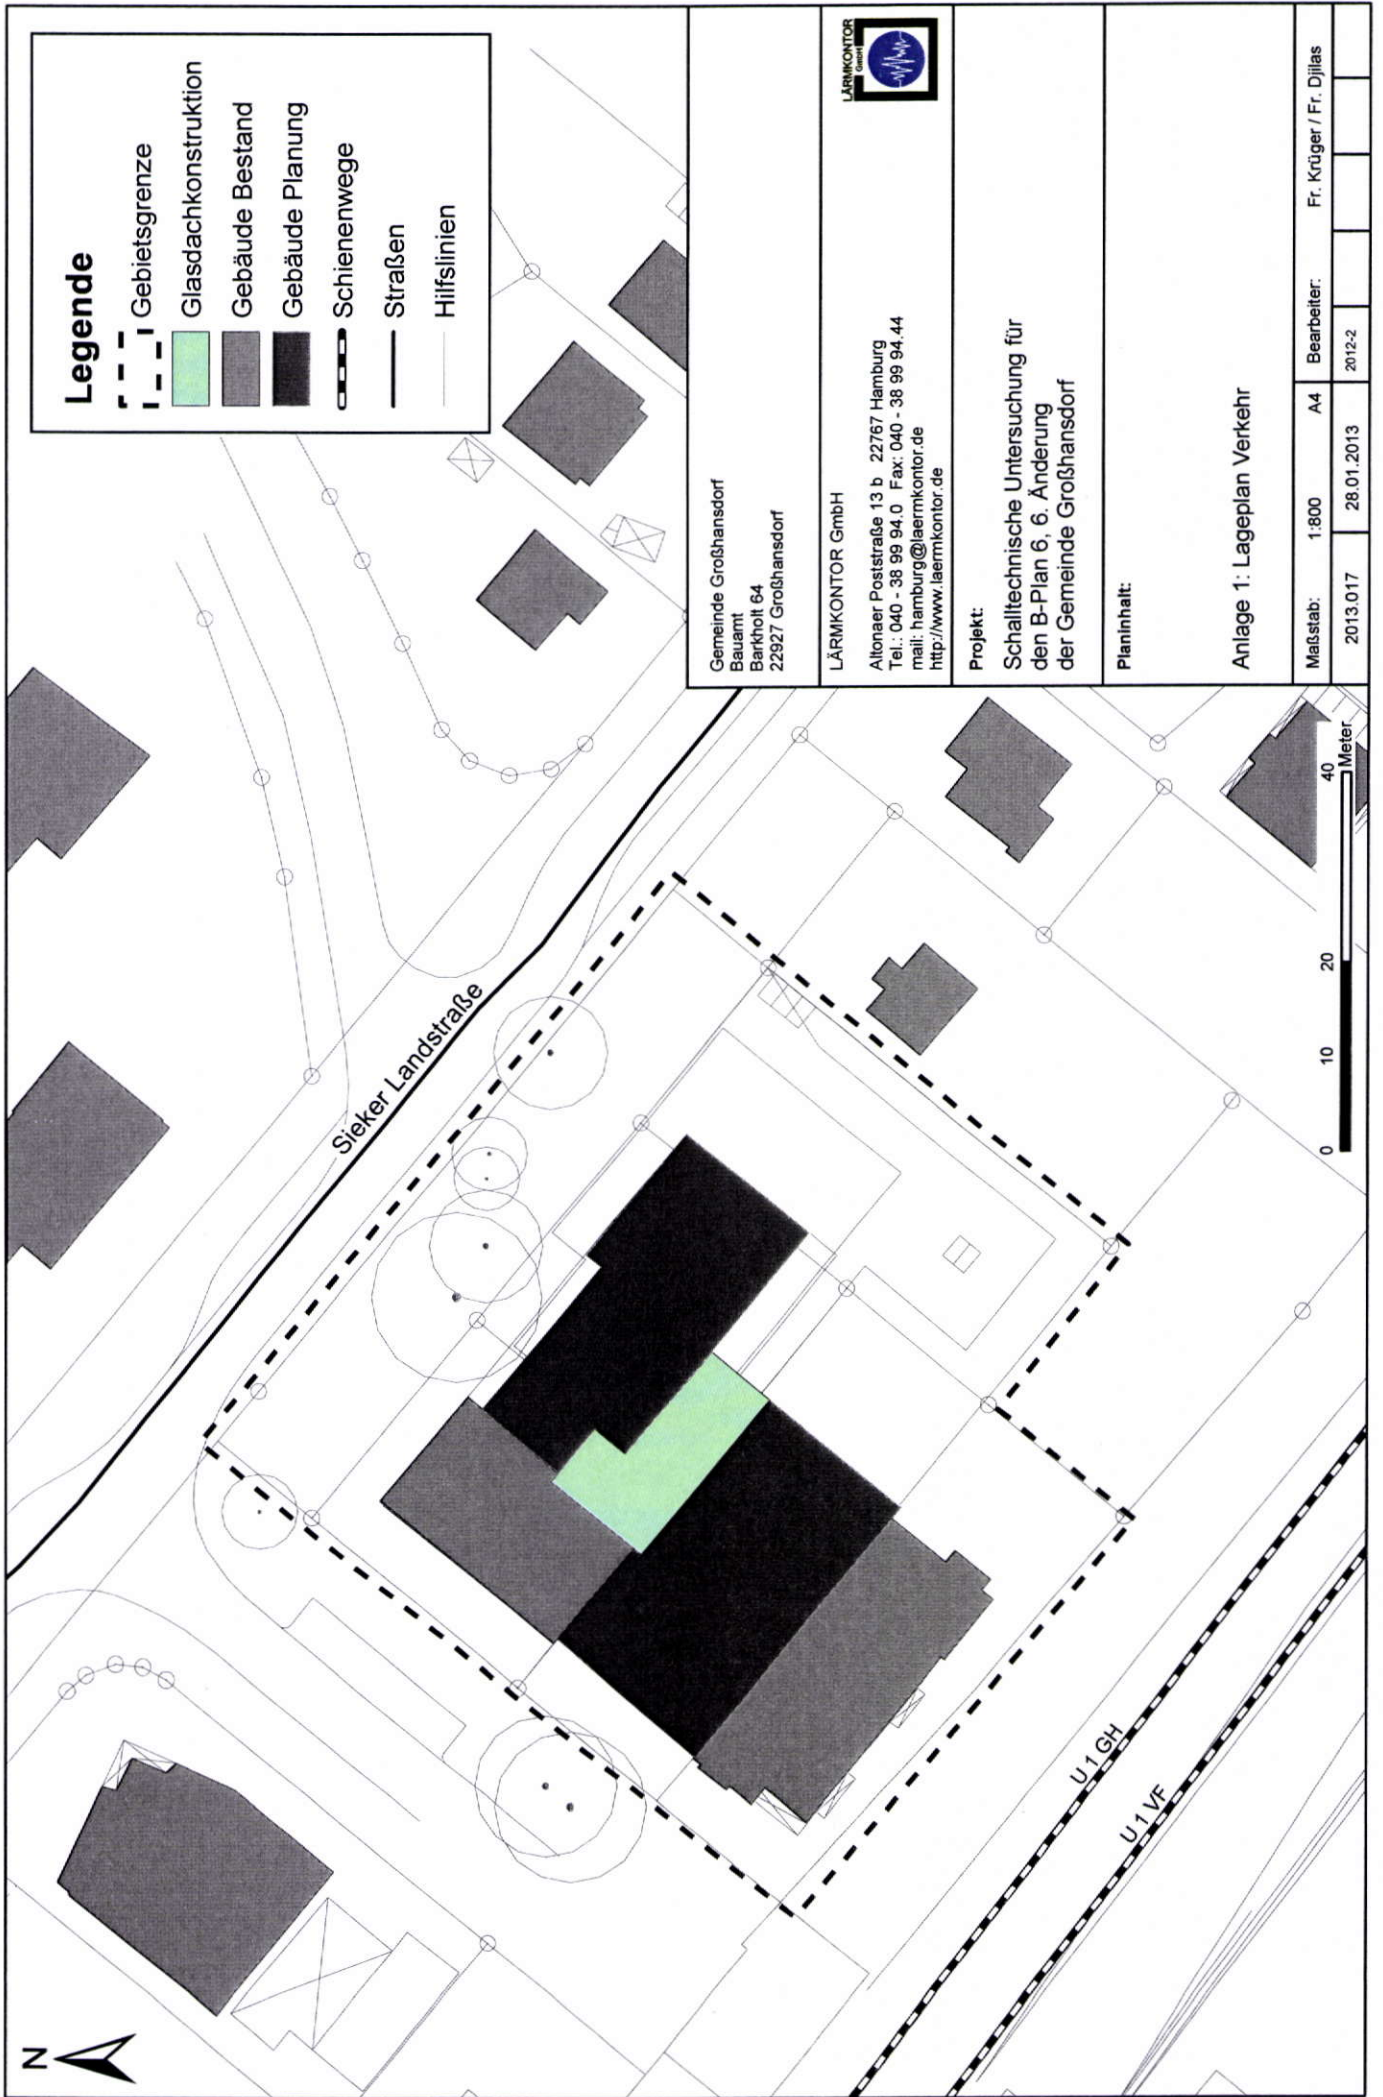 N
Legende
Gebietsgrenze
Glasdachkonstruktion
Gebäude Bestand
Gebäude Planung
Schienenwege
Straßen
Hilfslinien
Sieker Landstraße
U 1 GH
U 1 VF
0 10 20 40
Meter
Gemeinde Großhansdorf
Bauamt
Barkholt 64
22927 Großhansdorf
LÄRMKONTOR GmbH
Altonaer Poststraße 13 b 22767 Hamburg
Tel.: 040 - 38 99 94.0 Fax: 040 - 38 99 94.44
mail: hamburg@laermkontor.de
http://www.laermkontor.de
LÄRMKONTOR
GmbH
Projekt:
Schalltechnische Untersuchung für
den B-Plan 6, 6. Änderung
der Gemeinde Großhansdorf
Planinhalt:
Anlage 1: Lageplan Verkehr
Maßstab: 1:800 A4 Bearbeiter: Fr. Krüger / Fr. Djilas
2013.017 28.01.2013 2012-2